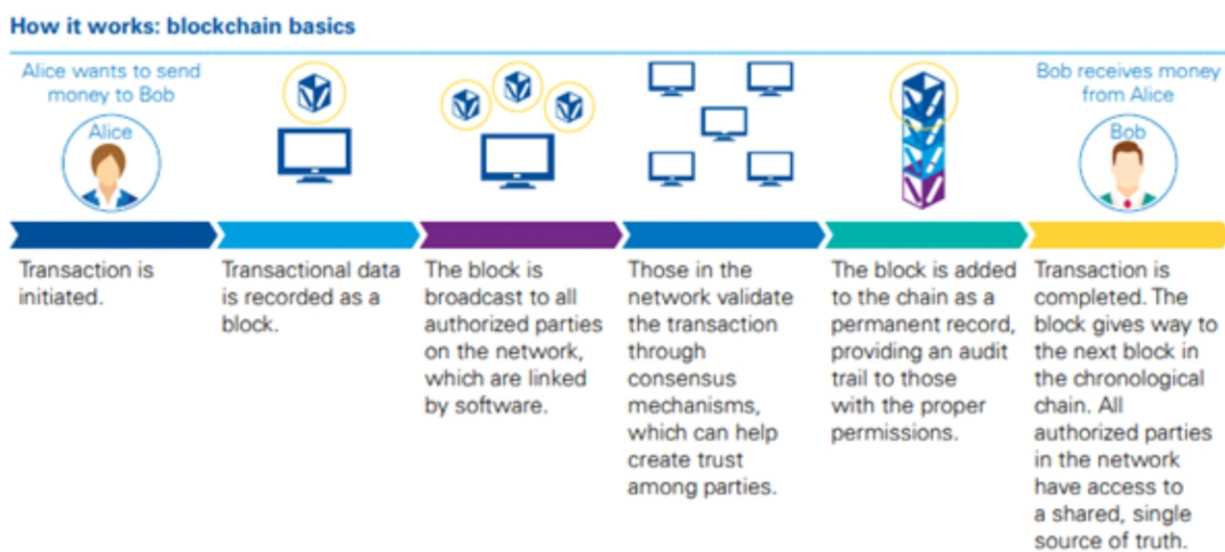 How it works: blockchain basics
Alice wants to send
money to Bob
Alice
Bob receives money
from Alice
Bob
Transaction is
initiated.
Transactional data
is recorded as a
block.
The block is
broadcast to all
authorized parties
on the network,
which are linked
by software.
Those in the
network validate
the transaction
through
consensus
mechanisms,
which can help
create trust
among parties.
The block is added
to the chain as a
permanent record,
providing an audit
trail to those
with the proper
permissions.
Transaction is
completed. The
block gives way to
the next block in
the chronological
chain. All
authorized parties
in the network
have access to
a shared, single
source of truth.